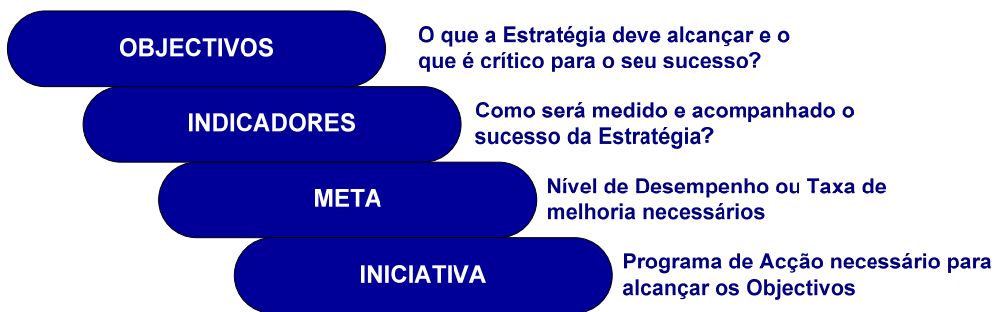 OBJECTIVOS
O que a Estratégia deve alcançar e o
que é crítico para o seu sucesso?
INDICADORES
Como será medido e acompanhado o
sucesso da Estratégia?
META
Nível de Desempenho ou Taxa de
melhoria necessários
INICIATIVA
Programa de Acção necessário para
alcançar os Objectivos